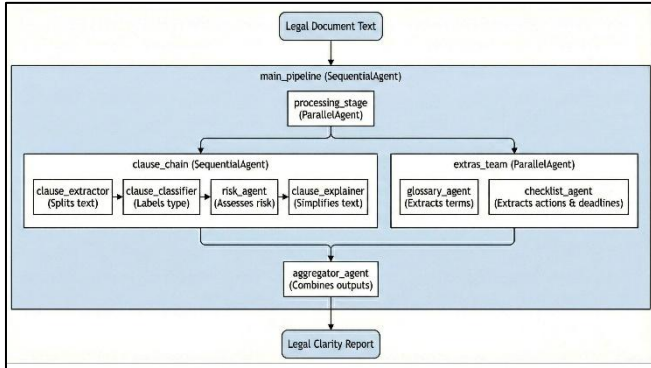 Legal Document Text
main_pipeline (SequentialAgent)
processing_stage
(ParallelAgent)
clause_chain (SequentialAgent)
clause_extractor
(Splits text)
clause_classifier
(Labels type)
risk_agent
(Assesses risk)
clause_explainer
(Simplifies text)
extras_team (ParallelAgent)
glossary_agent
(Extracts terms)
checklist_agent
(Extracts actions & deadlines)
aggregator_agent
(Combines outputs)
Legal Clarity Report